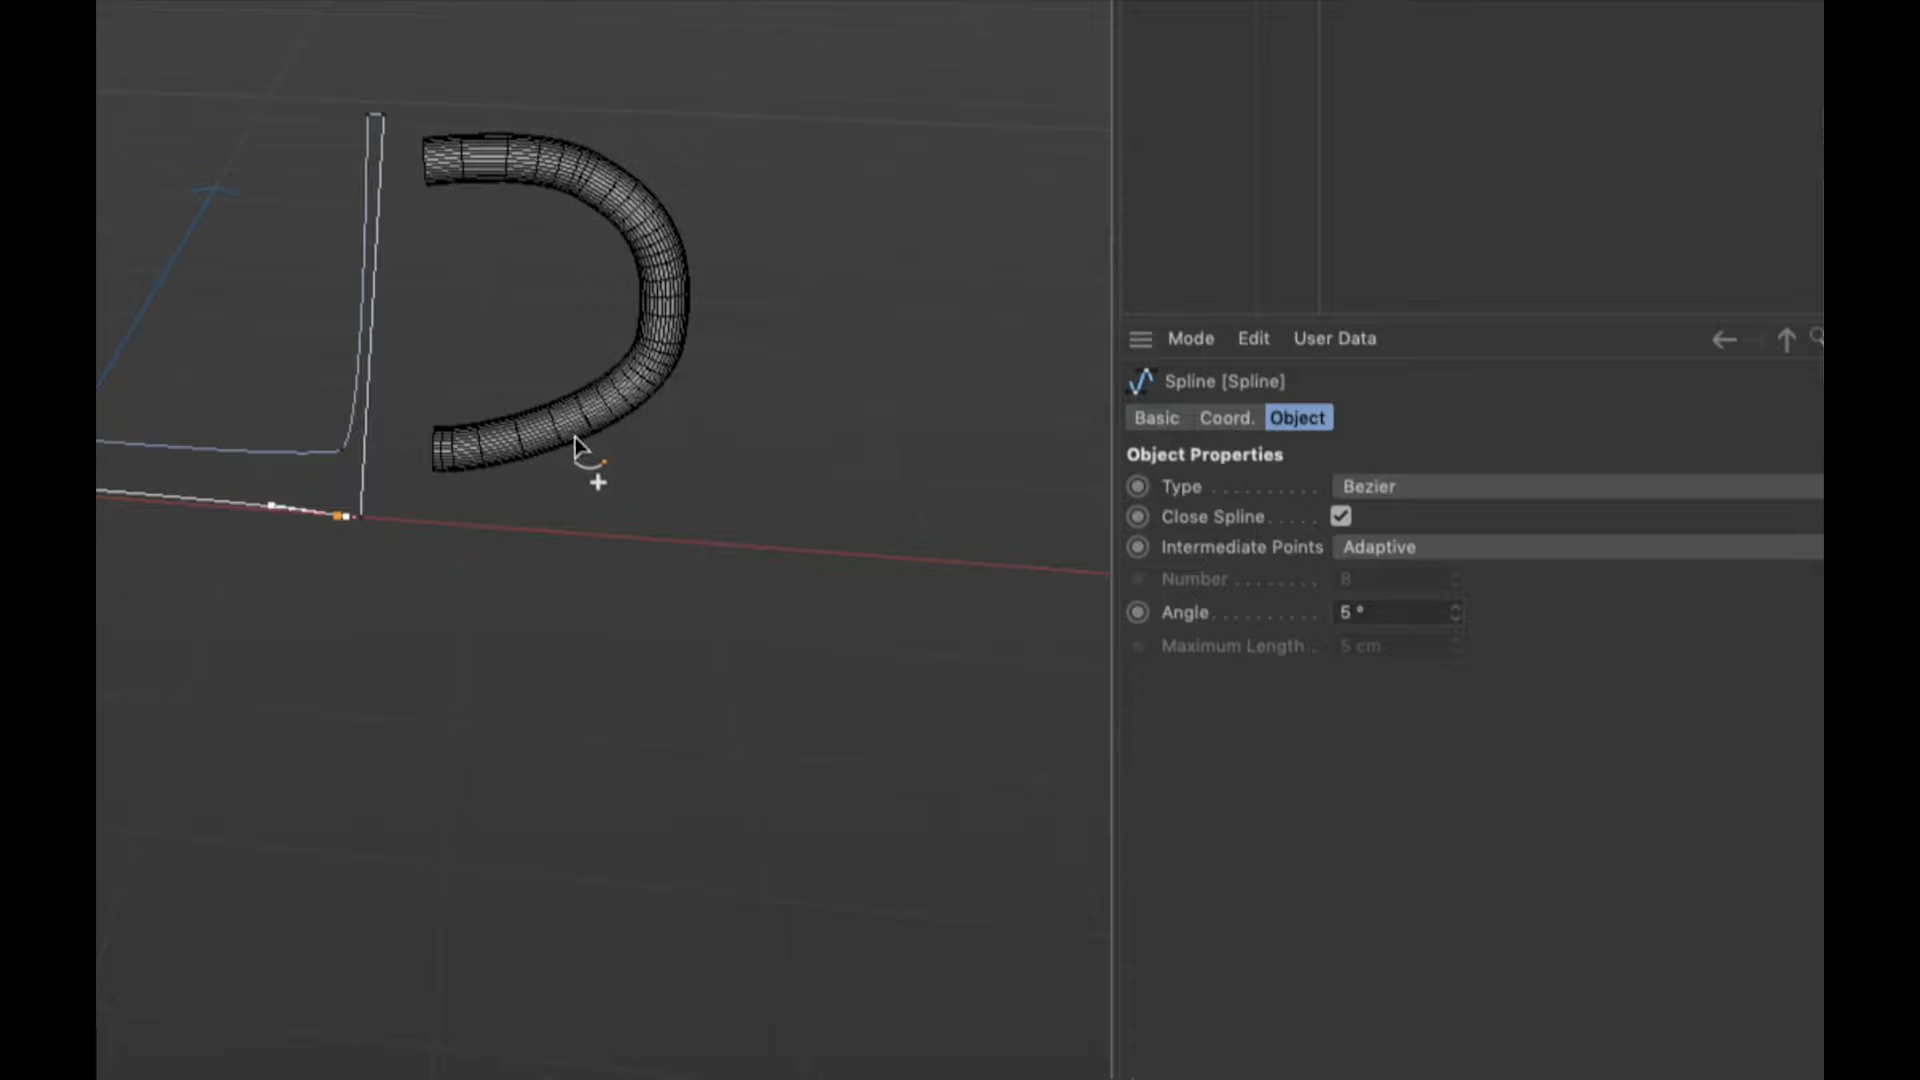 Mode Edit User Data
Spline [Spline]
Basic Coord. Object
Object Properties
Type . . . . . . . . . . Bezier
Close Spline . . . . .
Intermediate Points Adaptive
Number . . . . . . . . 8
Angle . . . . . . . . . . 5 °
Maximum Length . 5 cm